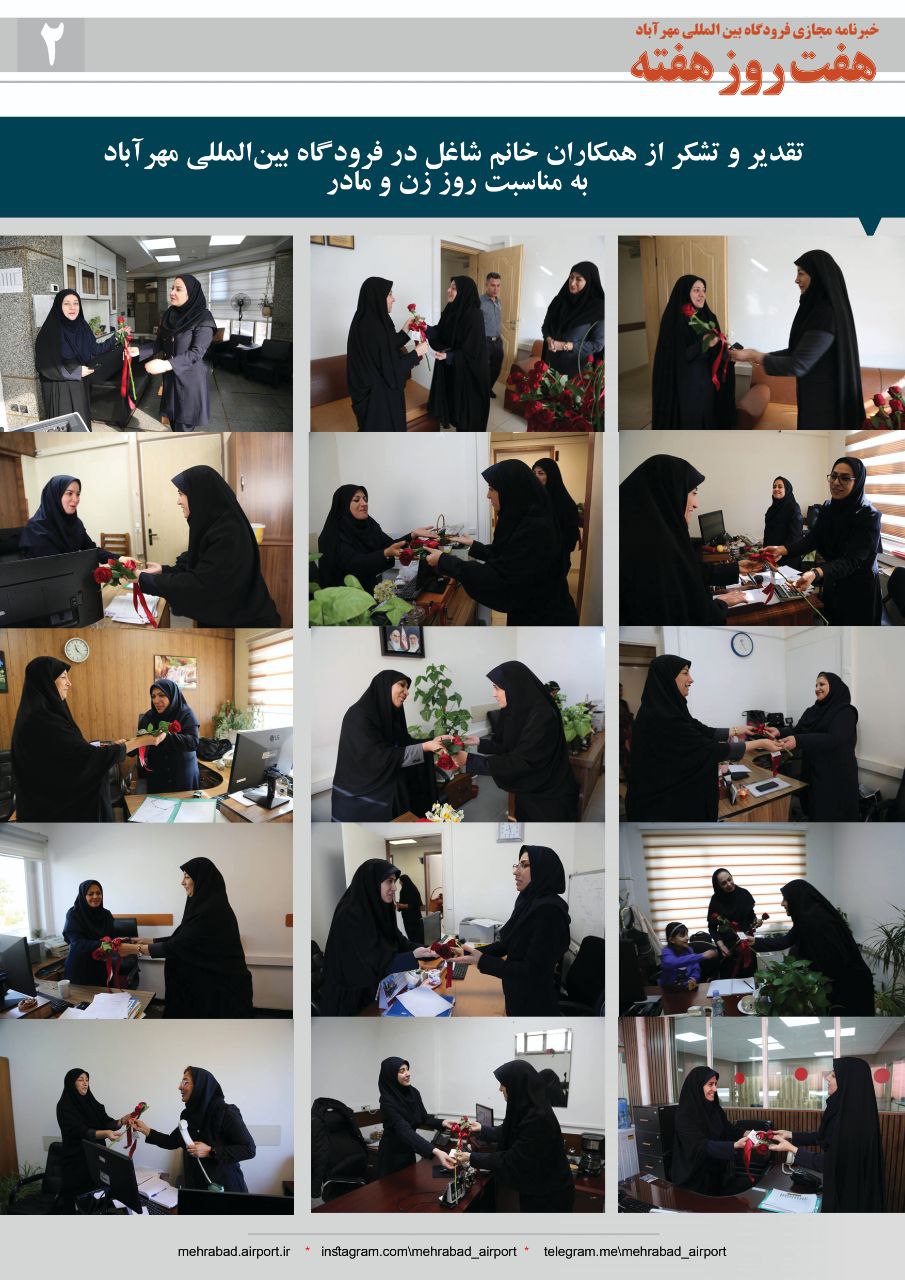 ۲
خبرنامه مجازی فرودگاه بین المللی مهرآباد
هفت روز هفته
تقدیر و تشکر از همکاران خانم شاغل در فرودگاه بین‌المللی مهرآباد
به مناسبت روز زن و مادر
LG
mehrabad.airport.ir * instagram.com\mehrabad_airport * telegram.me\mehrabad_airport